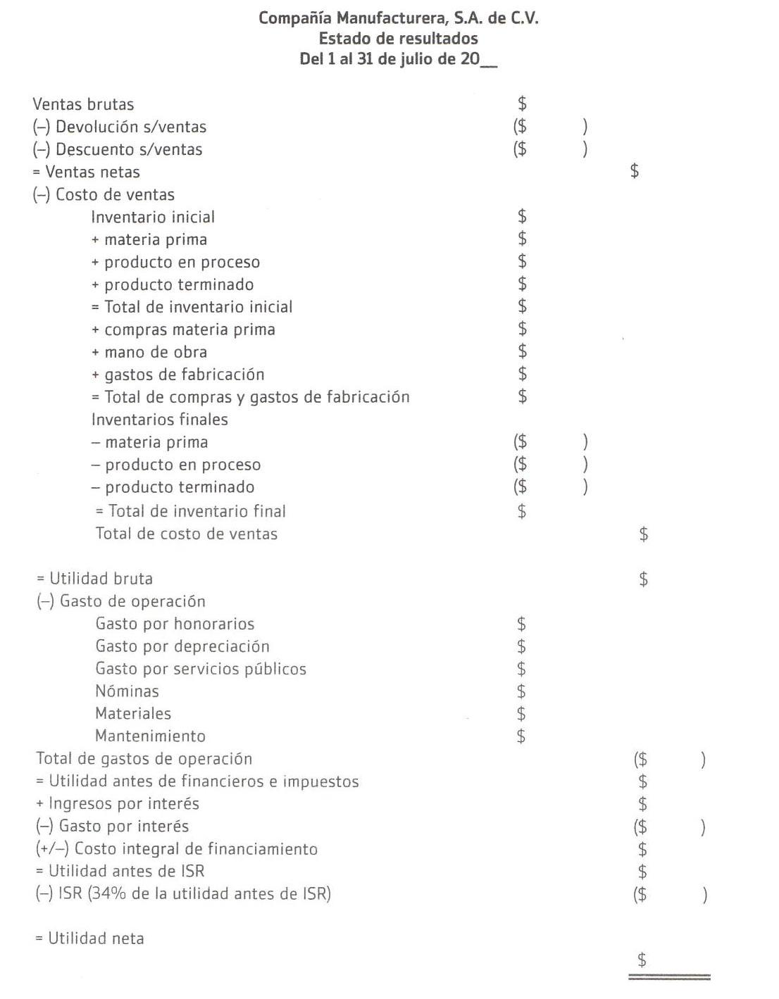 Compañía Manufacturera, S.A. de C.V.
Estado de resultados
Del 1 al 31 de julio de 20__
Ventas brutas $
(–) Devolución s/ventas ($ )
(–) Descuento s/ventas ($ )
= Ventas netas $
(–) Costo de ventas
Inventario inicial $
+ materia prima $
+ producto en proceso $
+ producto terminado $
= Total de inventario inicial $
+ compras materia prima $
+ mano de obra $
+ gastos de fabricación $
= Total de compras y gastos de fabricación $
Inventarios finales
– materia prima ($ )
– producto en proceso ($ )
– producto terminado ($ )
= Total de inventario final $
Total de costo de ventas $
= Utilidad bruta $
(–) Gasto de operación
Gasto por honorarios $
Gasto por depreciación $
Gasto por servicios públicos $
Nóminas $
Materiales $
Mantenimiento $
Total de gastos de operación ($ )
= Utilidad antes de financieros e impuestos $
+ Ingresos por interés $
(–) Gasto por interés ($ )
(+/–) Costo integral de financiamiento $
= Utilidad antes de ISR $
(–) ISR (34% de la utilidad antes de ISR) ($ )
= Utilidad neta
$